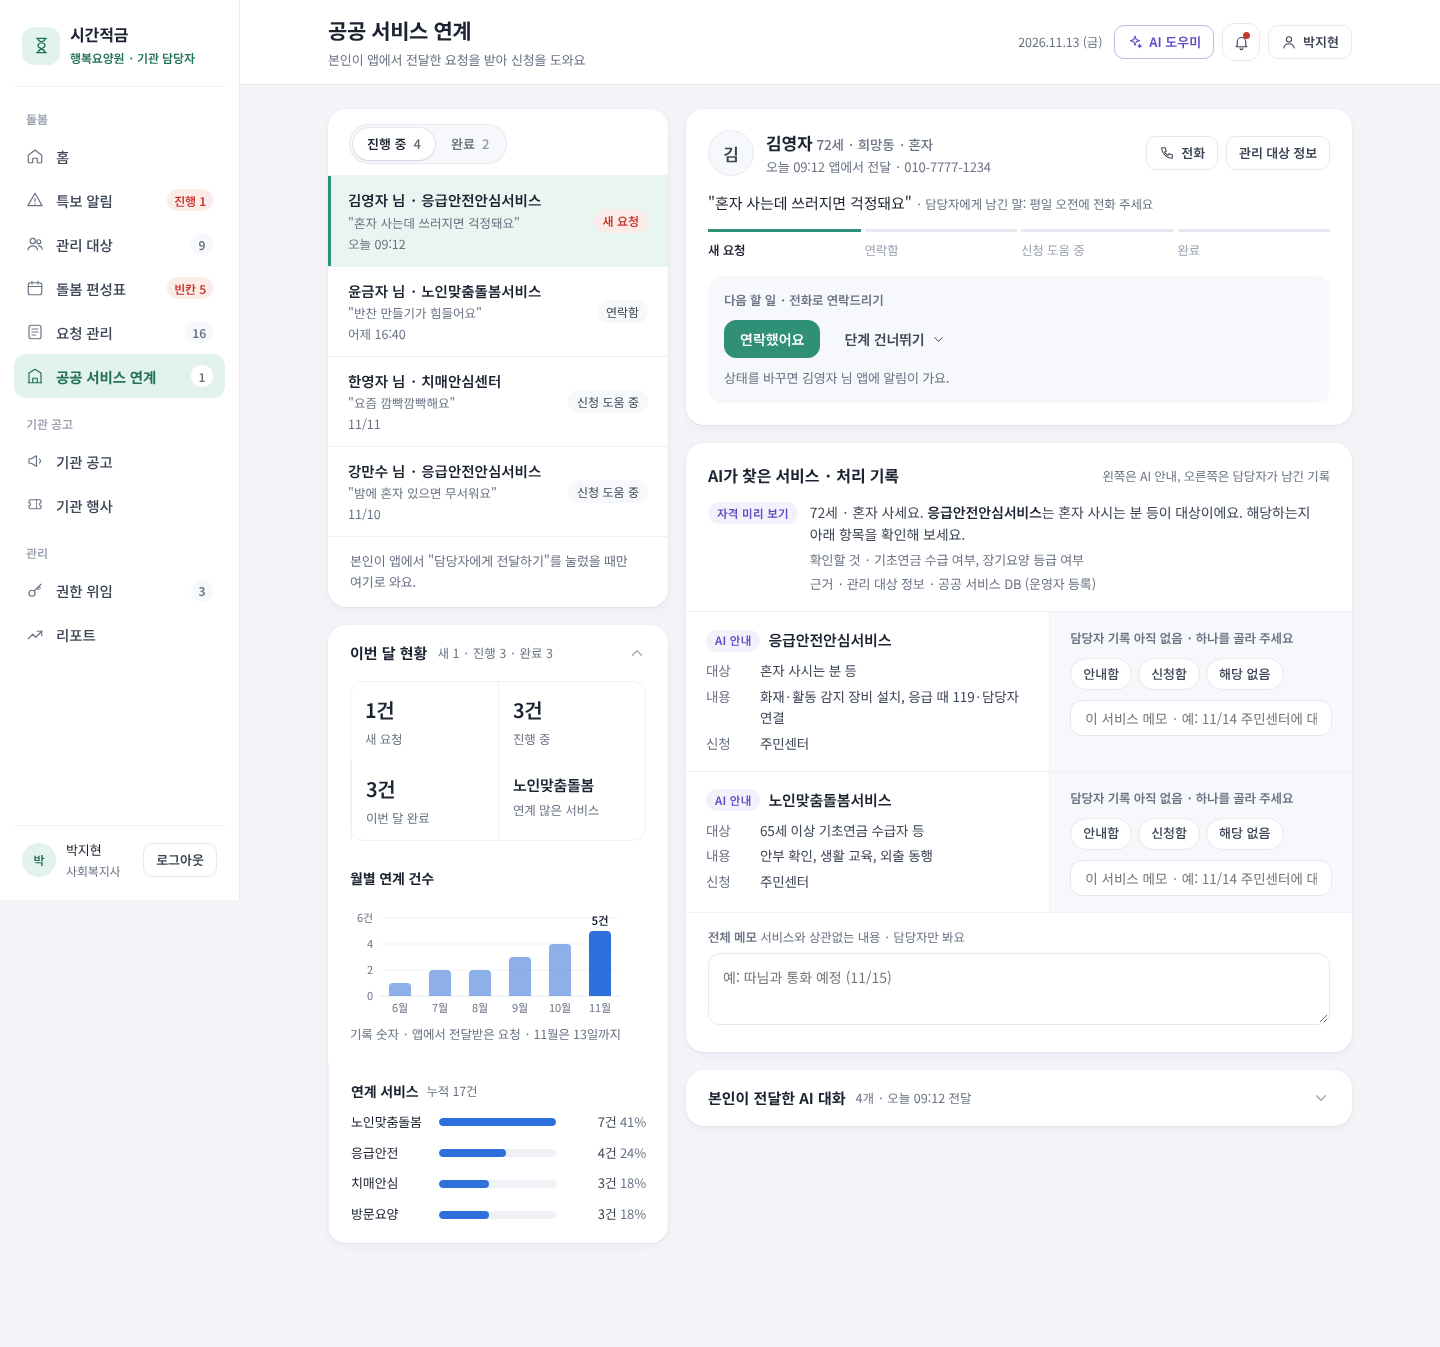 시간적금
행복요양원 · 기관 담당자
돌봄
홈
특보 알림 진행 1
관리 대상 9
돌봄 편성표 빈칸 5
요청 관리 16
공공 서비스 연계 1
기관 공고
기관 공고
기관 행사
관리
권한 위임 3
리포트
박
박지현
사회복지사
로그아웃
공공 서비스 연계
본인이 앱에서 전달한 요청을 받아 신청을 도와요
2026.11.13 (금)
AI 도우미
박지현
진행 중 4
완료 2
김영자 님 · 응급안전안심서비스
"혼자 사는데 쓰러지면 걱정돼요"
오늘 09:12
새 요청
윤금자 님 · 노인맞춤돌봄서비스
"반찬 만들기가 힘들어요"
어제 16:40
연락함
한영자 님 · 치매안심센터
"요즘 깜빡깜빡해요"
11/11
신청 도움 중
강만수 님 · 응급안전안심서비스
"밤에 혼자 있으면 무서워요"
11/10
신청 도움 중
본인이 앱에서 "담당자에게 전달하기"를 눌렀을 때만
여기로 와요.
이번 달 현황 새 1 · 진행 3 · 완료 3
1건
새 요청
3건
진행 중
3건
이번 달 완료
노인맞춤돌봄
연계 많은 서비스
월별 연계 건수
6건
4
2
0
5건
6월 7월 8월 9월 10월 11월
기록 숫자 · 앱에서 전달받은 요청 · 11월은 13일까지
연계 서비스 누적 17건
노인맞춤돌봄 7건 41%
응급안전 4건 24%
치매안심 3건 18%
방문요양 3건 18%
김
김영자 72세 · 희망동 · 혼자
오늘 09:12 앱에서 전달 · 010-7777-1234
전화
관리 대상 정보
"혼자 사는데 쓰러지면 걱정돼요" · 담당자에게 남긴 말: 평일 오전에 전화 주세요
새 요청
연락함
신청 도움 중
완료
다음 할 일 · 전화로 연락드리기
연락했어요
단계 건너뛰기
상태를 바꾸면 김영자 님 앱에 알림이 가요.
AI가 찾은 서비스 · 처리 기록
왼쪽은 AI 안내, 오른쪽은 담당자가 남긴 기록
자격 미리 보기
72세 · 혼자 사세요. 응급안전안심서비스는 혼자 사시는 분 등이 대상이에요. 해당하는지
아래 항목을 확인해 보세요.
확인할 것 · 기초연금 수급 여부, 장기요양 등급 여부
근거 · 관리 대상 정보 · 공공 서비스 DB (운영자 등록)
AI 안내 응급안전안심서비스
대상 혼자 사시는 분 등
내용 화재·활동 감지 장비 설치, 응급 때 119·담당자
연결
신청 주민센터
담당자 기록 아직 없음 · 하나를 골라 주세요
안내함 신청함 해당 없음
이 서비스 메모 · 예: 11/14 주민센터에 대
AI 안내 노인맞춤돌봄서비스
대상 65세 이상 기초연금 수급자 등
내용 안부 확인, 생활 교육, 외출 동행
신청 주민센터
담당자 기록 아직 없음 · 하나를 골라 주세요
안내함 신청함 해당 없음
이 서비스 메모 · 예: 11/14 주민센터에 대
전체 메모 서비스와 상관없는 내용 · 담당자만 봐요
예: 따님과 통화 예정 (11/15)
본인이 전달한 AI 대화 4개 · 오늘 09:12 전달